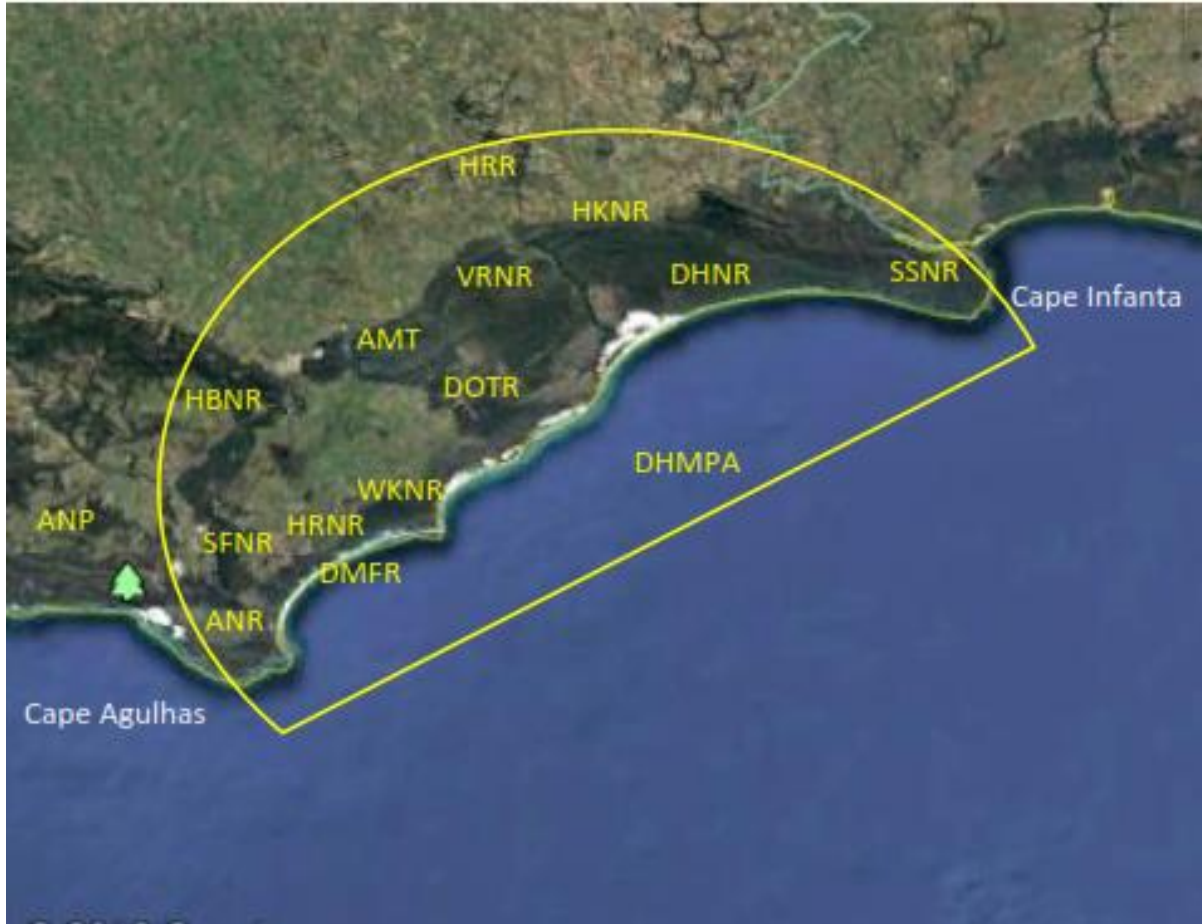 HRR
HKNR
VRNR
DHNR
SSNR
Cape Infanta
AMT
HBNR
DOTR
DHMPA
WKNR
ANP
HRNR
SFNR
DMFR
ANR
Cape Agulhas